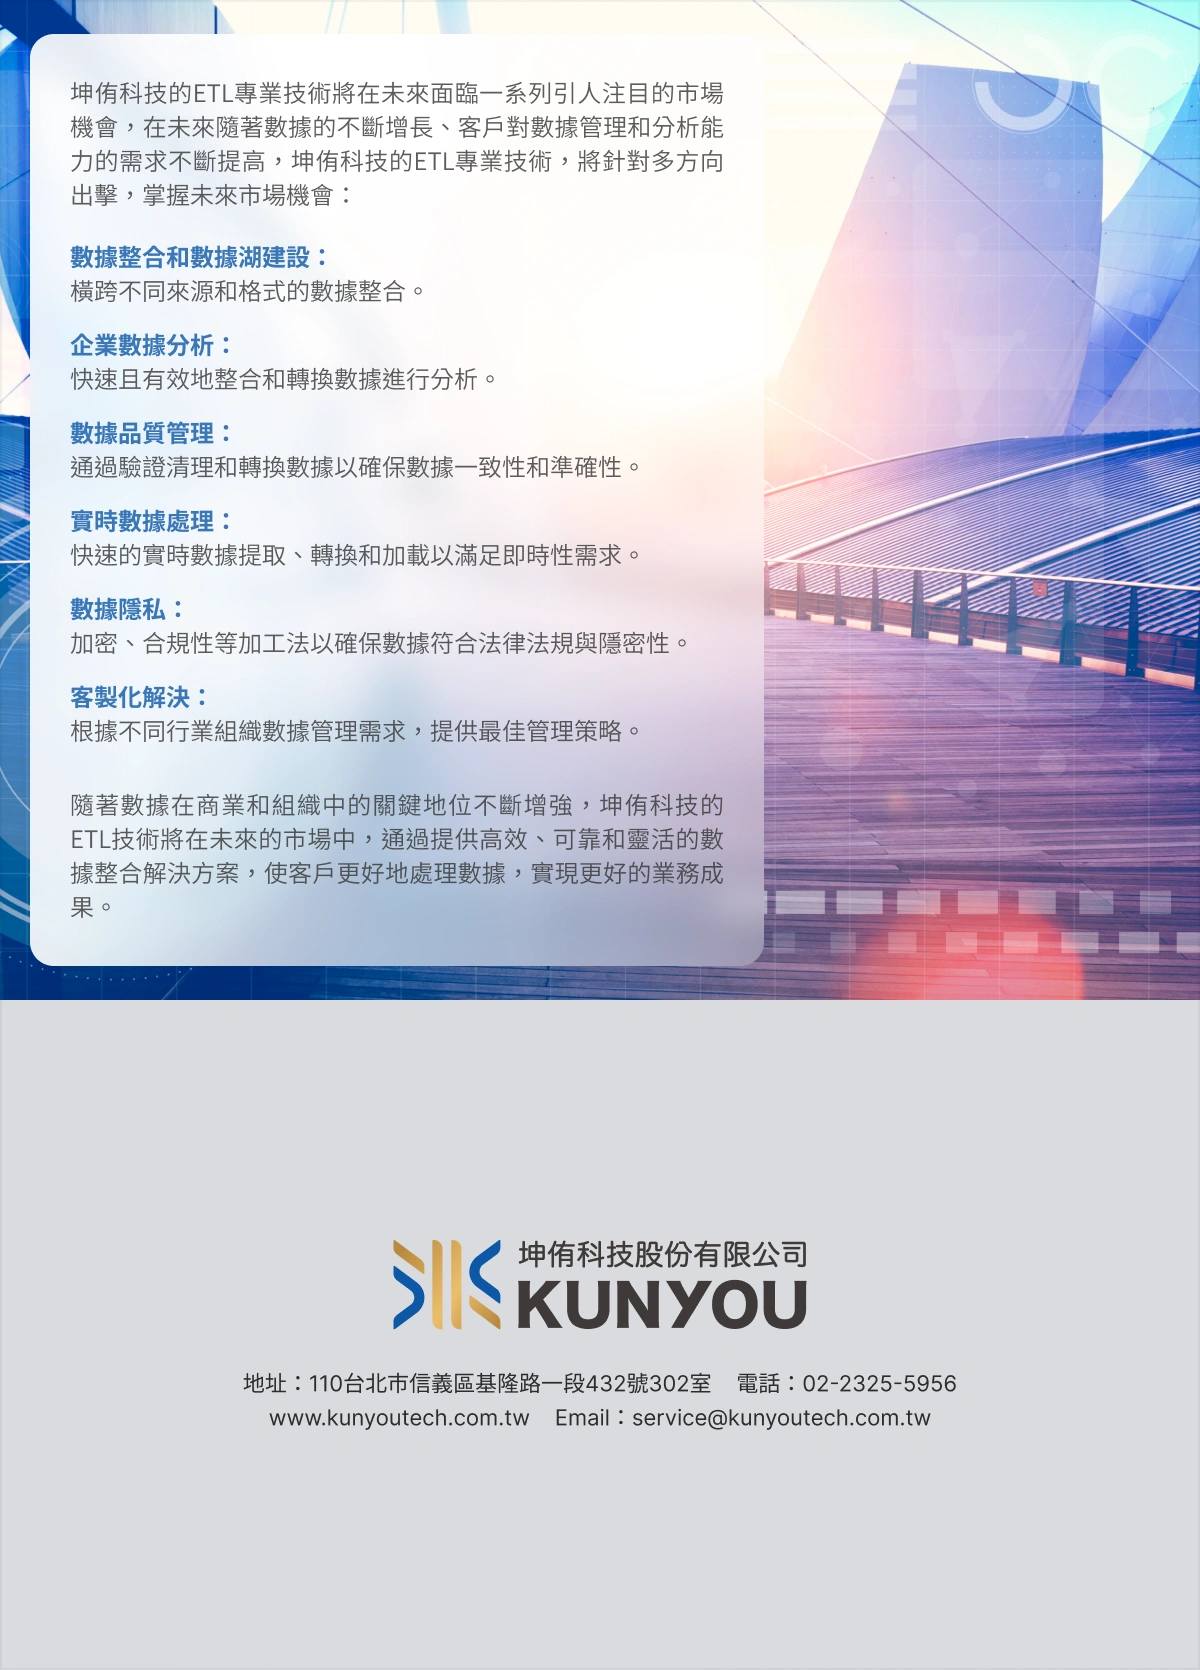 坤侑科技的ETL專業技術將在未來面臨一系列引人注目的市場
機會，在未來隨著數據的不斷增長、客戶對數據管理和分析能
力的需求不斷提高，坤侑科技的ETL專業技術，將針對多方向
出擊，掌握未來市場機會：
數據整合和數據湖建設：
橫跨不同來源和格式的數據整合。
企業數據分析：
快速且有效地整合和轉換數據進行分析。
數據品質管理：
通過驗證清理和轉換數據以確保數據一致性和準確性。
實時數據處理：
快速的實時數據提取、轉換和加載以滿足即時性需求。
數據隱私：
加密、合規性等加工法以確保數據符合法律法規與隱密性。
客製化解決：
根據不同行業組織數據管理需求，提供最佳管理策略。
隨著數據在商業和組織中的關鍵地位不斷增強，坤侑科技的
ETL技術將在未來的市場中，通過提供高效、可靠和靈活的數
據整合解決方案，使客戶更好地處理數據，實現更好的業務成
果。
坤侑科技股份有限公司
KUNYOU
地址：110台北市信義區基隆路一段432號302室 電話：02-2325-5956
www.kunyoutech.com.tw Email：service@kunyoutech.com.tw